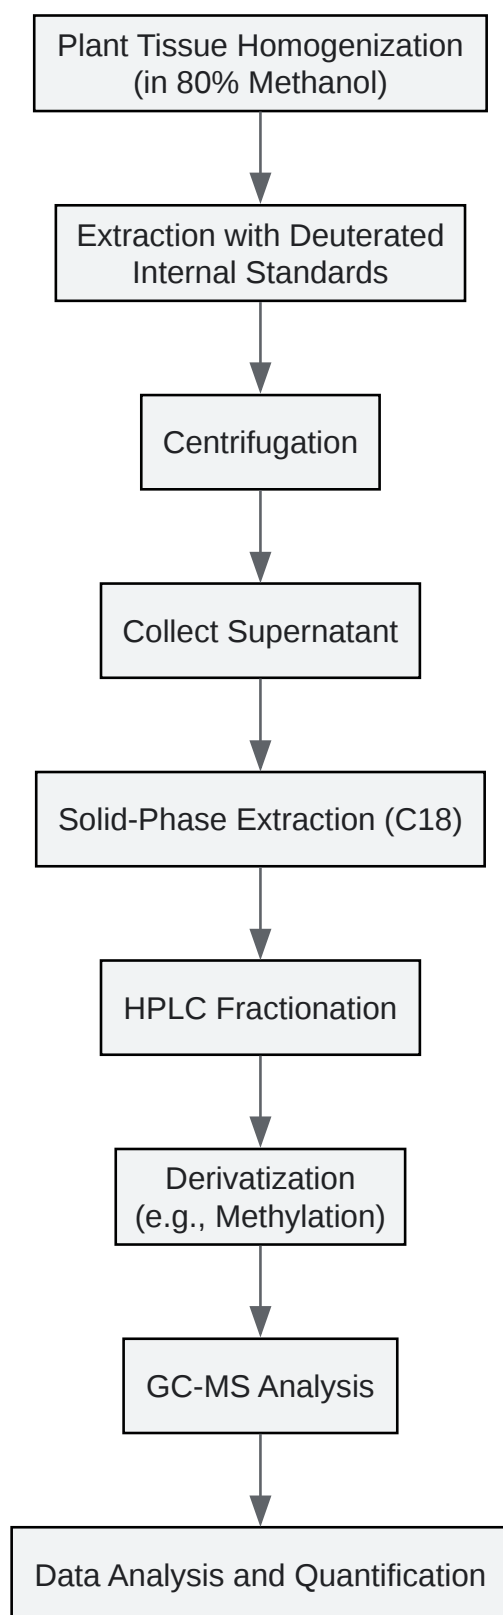 Plant Tissue Homogenization
(in 80% Methanol)
Extraction with Deuterated
Internal Standards
Centrifugation
Collect Supernatant
Solid-Phase Extraction (C18)
HPLC Fractionation
Derivatization
(e.g., Methylation)
GC-MS Analysis
Data Analysis and Quantification